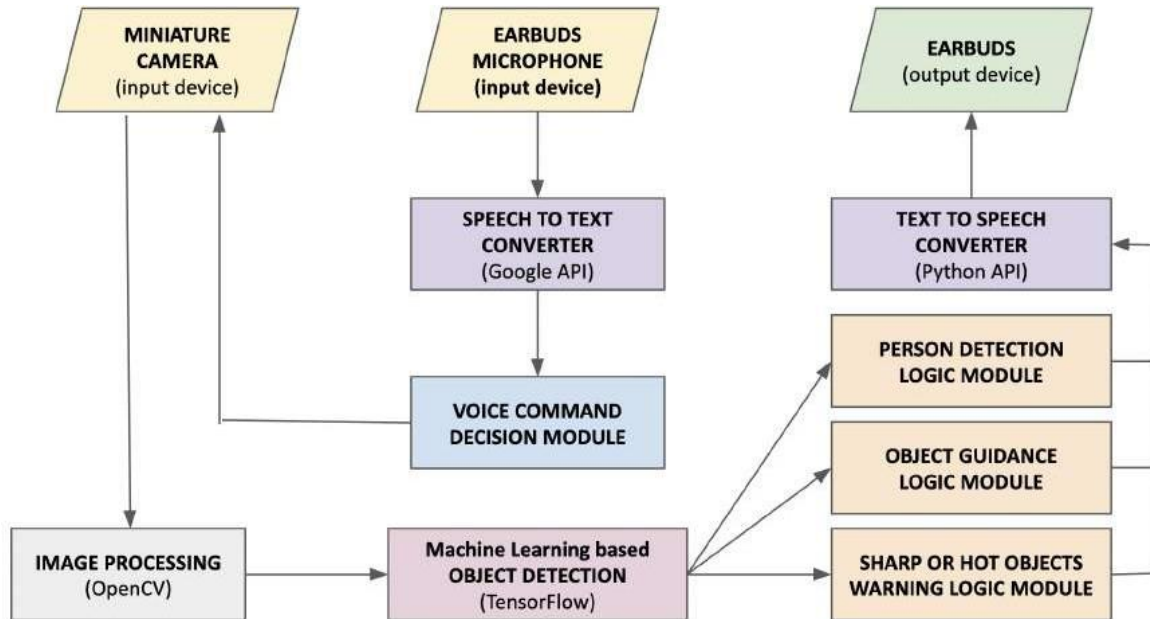 MINIATURE
CAMERA
(input device)
EARBUDS
MICROPHONE
(input device)
EARBUDS
(output device)
SPEECH TO TEXT
CONVERTER
(Google API)
TEXT TO SPEECH
CONVERTER
(Python API)
VOICE COMMAND
DECISION MODULE
PERSON DETECTION
LOGIC MODULE
OBJECT GUIDANCE
LOGIC MODULE
IMAGE PROCESSING
(OpenCV)
Machine Learning based
OBJECT DETECTION
(TensorFlow)
SHARP OR HOT OBJECTS
WARNING LOGIC MODULE